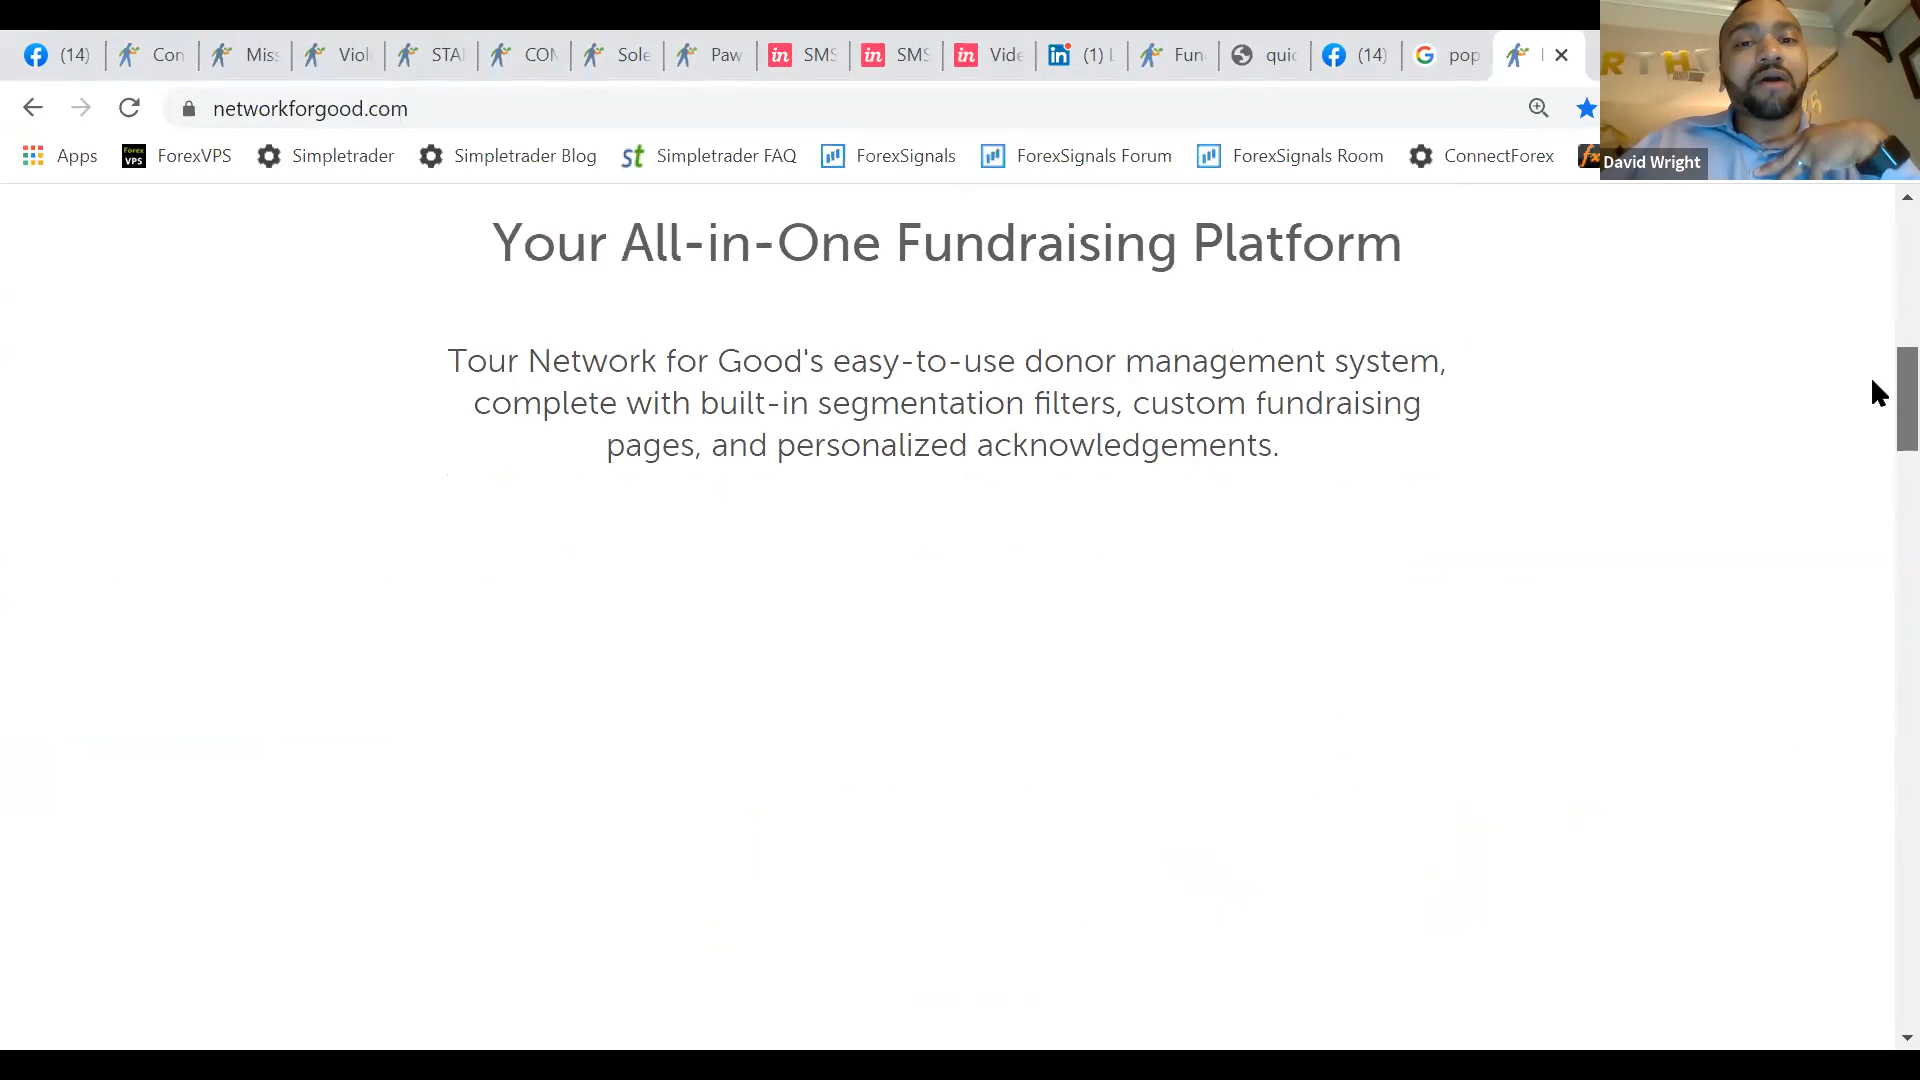 (14) Con Miss Viol STAI CON Sole Paw SMS SMS Vide (1) L Fun quic (14) pop
networkforgood.com
Apps ForexVPS Simpletrader Simpletrader Blog Simpletrader FAQ ForexSignals ForexSignals Forum ForexSignals Room ConnectForex
David Wright
Your All-in-One Fundraising Platform
Tour Network for Good's easy-to-use donor management system,
complete with built-in segmentation filters, custom fundraising
pages, and personalized acknowledgements.